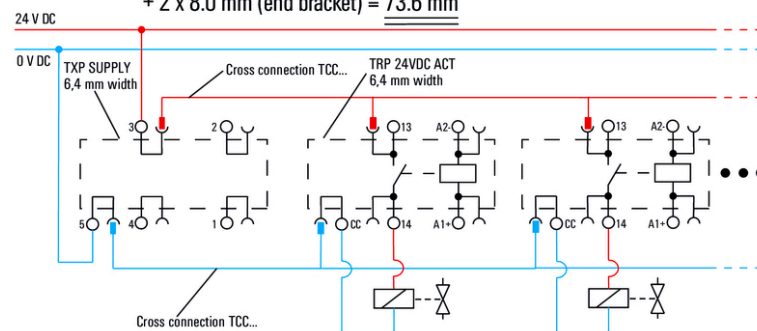 + 2 x 8.0 mm (end bracket) = 73.6 mm
24 V DC
0 V DC
TXP SUPPLY
6,4 mm width
Cross connection TCC...
TRP 24VDC ACT
6,4 mm width
3
2
13
A2-
13
A2-
5
4
1
CC
14
A1+
CC
14
A1+
Cross connection TCC...